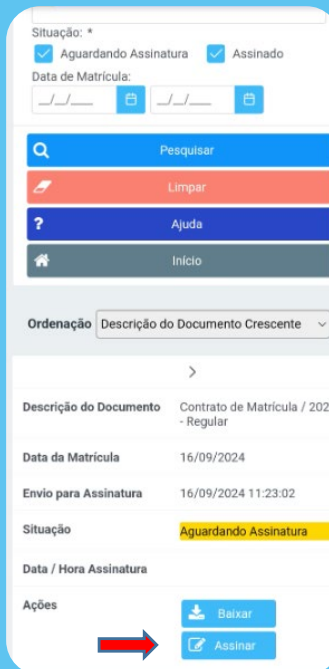 Situação: *
Aguardando Assinatura Assinado
Data de Matrícula:
_/_/__ _/_/__
Pesquisar
Limpar
? Ajuda
Início
Ordenação Descrição do Documento Crescente
>
Descrição do Documento Contrato de Matrícula / 202
- Regular
Data da Matrícula 16/09/2024
Envio para Assinatura 16/09/2024 11:23:02
Situação Aguardando Assinatura
Data / Hora Assinatura
Ações Baixar
Assinar